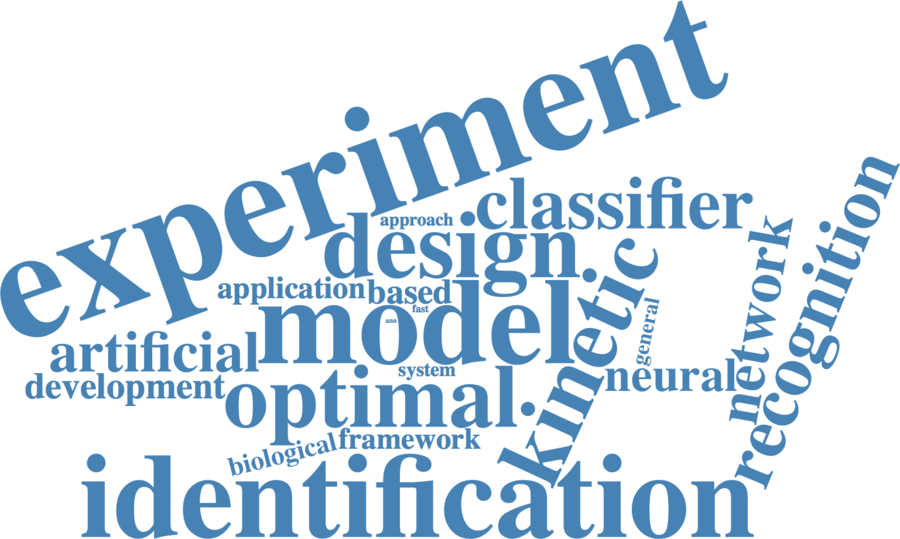 experiment
classifier
approach
design
recognition
network
kinetic
application
based
general
fast
model
artificial
system
neural
development
optimal
framework
biological
identification